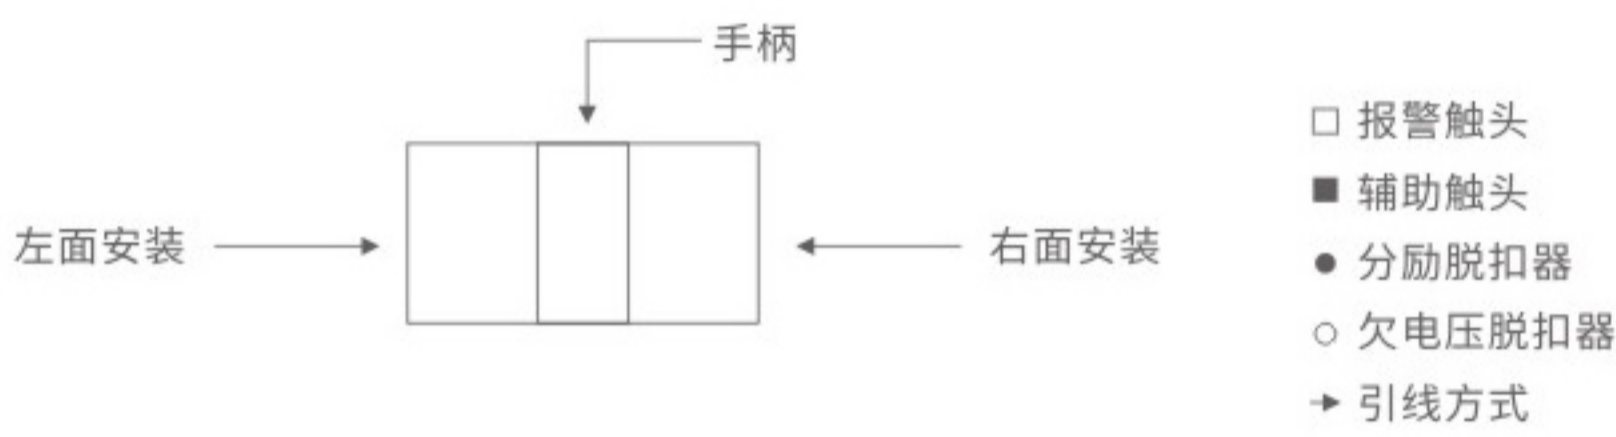 手柄
左面安装
右面安装
报警触头
辅助触头
分励脱扣器
欠电压脱扣器
引线方式